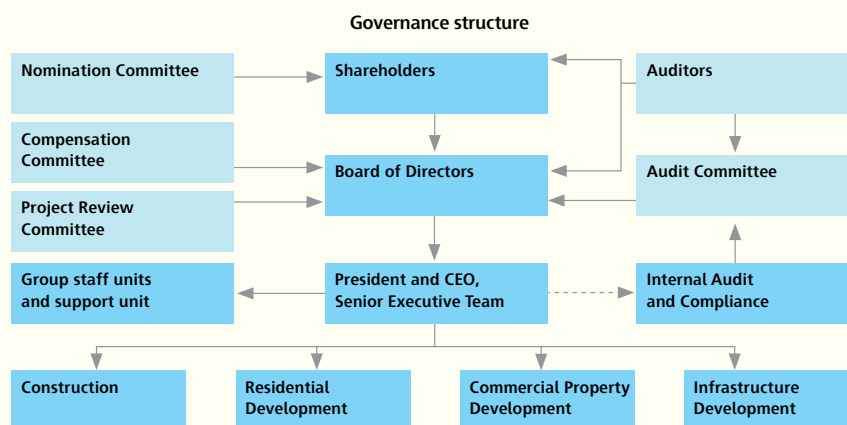 Governance structure
Nomination Committee
Shareholders
Auditors
Compensation
Committee
Board of Directors
Audit Committee
Project Review
Committee
Group staff units
and support unit
President and CEO,
Senior Executive Team
Internal Audit
and Compliance
Construction
Residential
Development
Commercial Property
Development
Infrastructure
Development